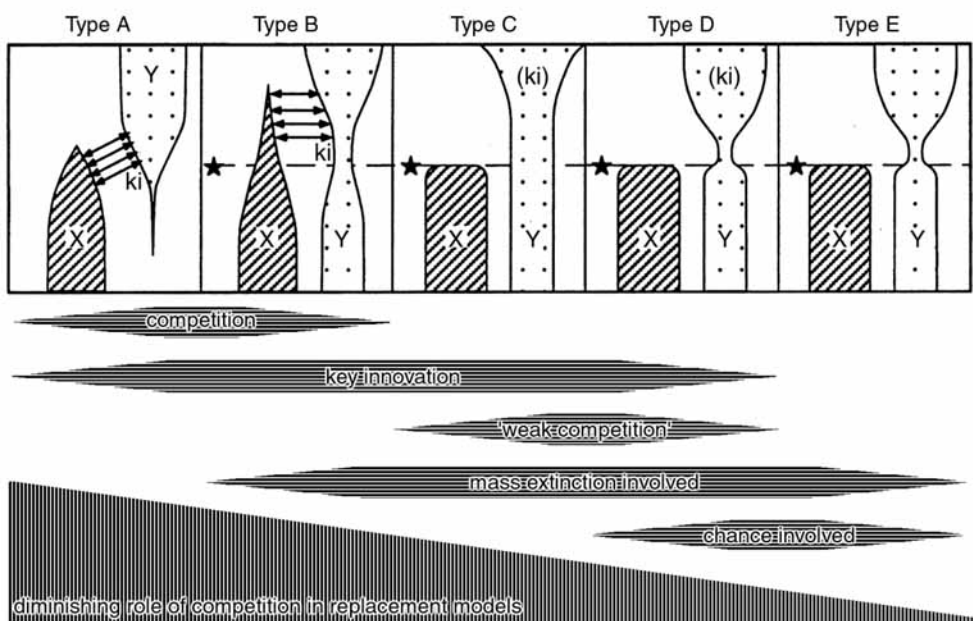 Type A Type B Type C Type D Type E
Y (ki) (ki)
ki ki
X X Y X Y X Y X Y
competition
key innovation
'weak competition'
mass extinction involved
chance involved
diminishing role of competition in replacement models